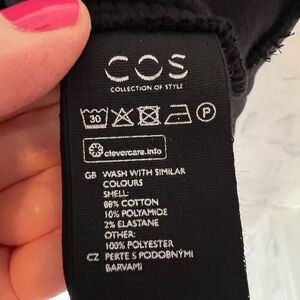 COS
COLLECTION OF STYLE
30 P
clevercare.info
GB WASH WITH SIMILAR
COLOURS
SHELL:
88% COTTON
10% POLYAMIDE
2% ELASTANE
OTHER:
100% POLYESTER
CZ PERTE S PODOBNÝMI
BARVAMI